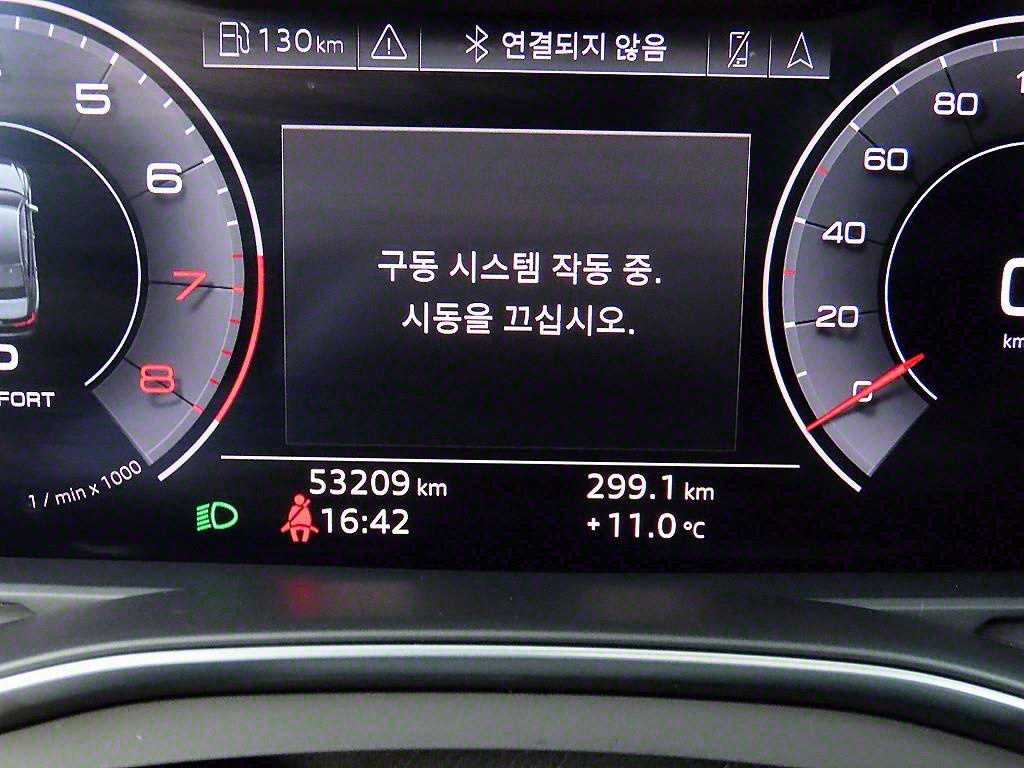 130 km
연결되지 않음
5
6
7
8
1 / min x 1000
구동 시스템 작동 중.
시동을 끄십시오.
80
60
40
20
0
53209 km
299.1 km
16:42
+11.0 °C